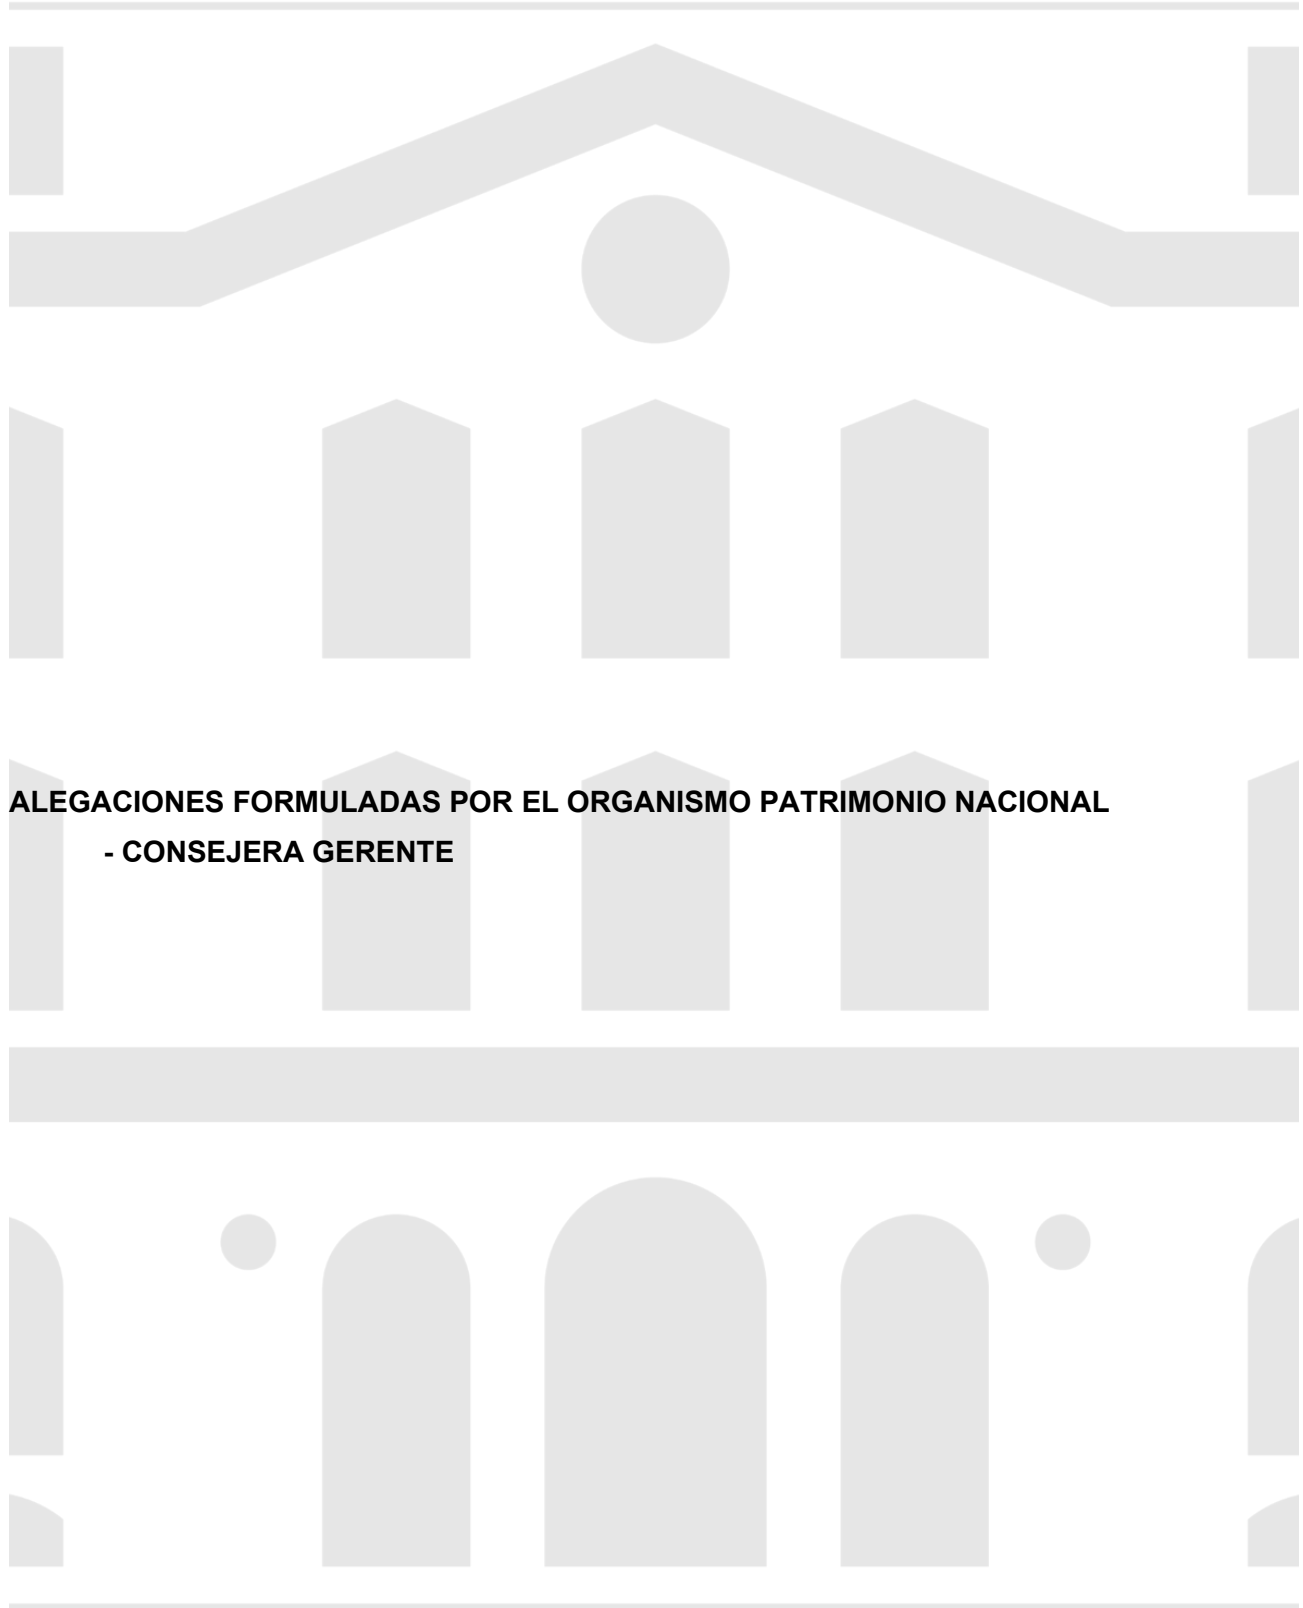 ALEGACIONES FORMULADAS POR EL ORGANISMO PATRIMONIO NACIONAL
- CONSEJERA GERENTE